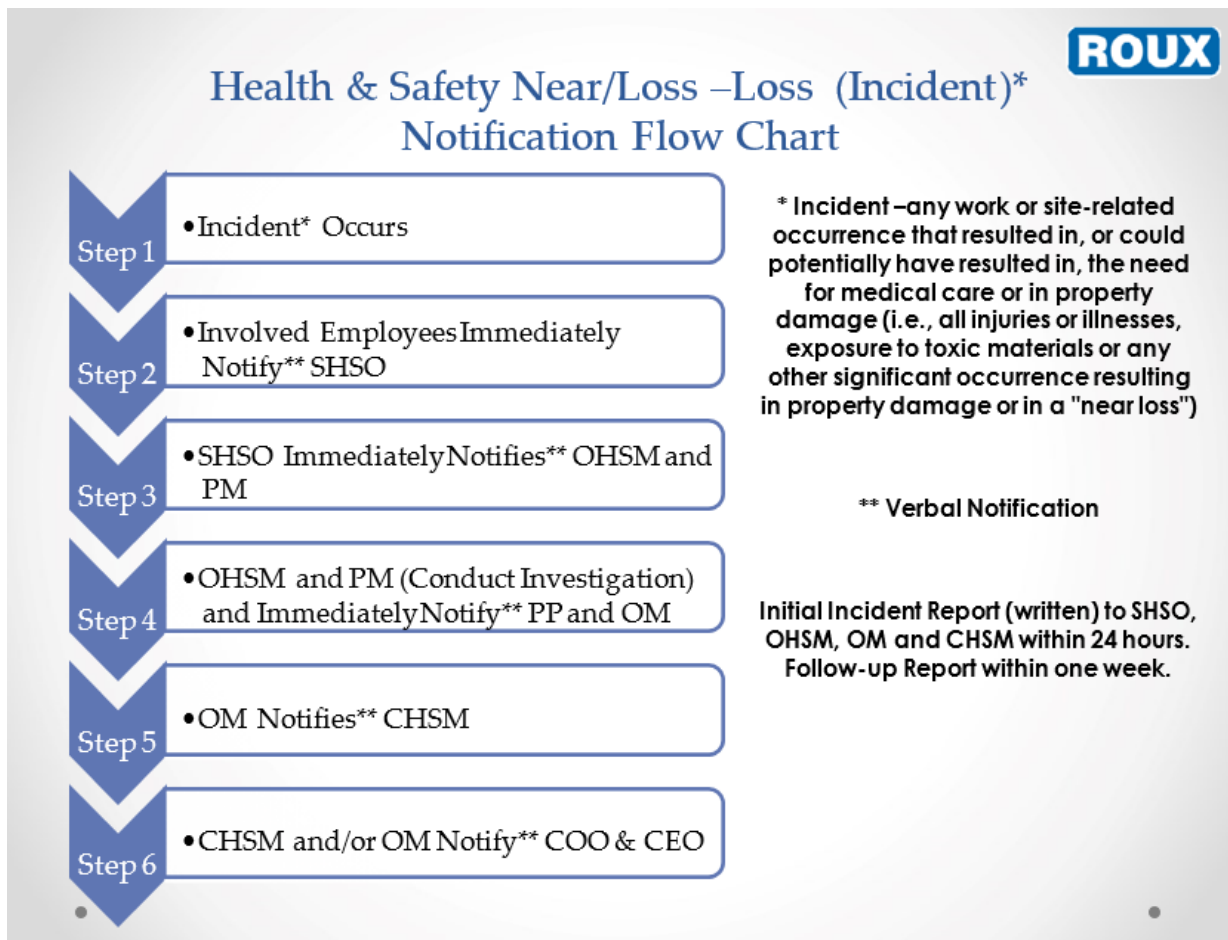 ROUX
Health & Safety Near/Loss –Loss (Incident)*
Notification Flow Chart
Step 1
•Incident* Occurs
Step 2
•Involved Employees Immediately
Notify** SHSO
Step 3
•SHSO Immediately Notifies** OHSM and
PM
Step 4
•OHSM and PM (Conduct Investigation)
and Immediately Notify** PP and OM
Step 5
•OM Notifies** CHSM
Step 6
•CHSM and/or OM Notify** COO & CEO
* Incident –any work or site-related
occurrence that resulted in, or could
potentially have resulted in, the need
for medical care or in property
damage (i.e., all injuries or illnesses,
exposure to toxic materials or any
other significant occurrence resulting
in property damage or in a "near loss")
** Verbal Notification
Initial Incident Report (written) to SHSO,
OHSM, OM and CHSM within 24 hours.
Follow-up Report within one week.